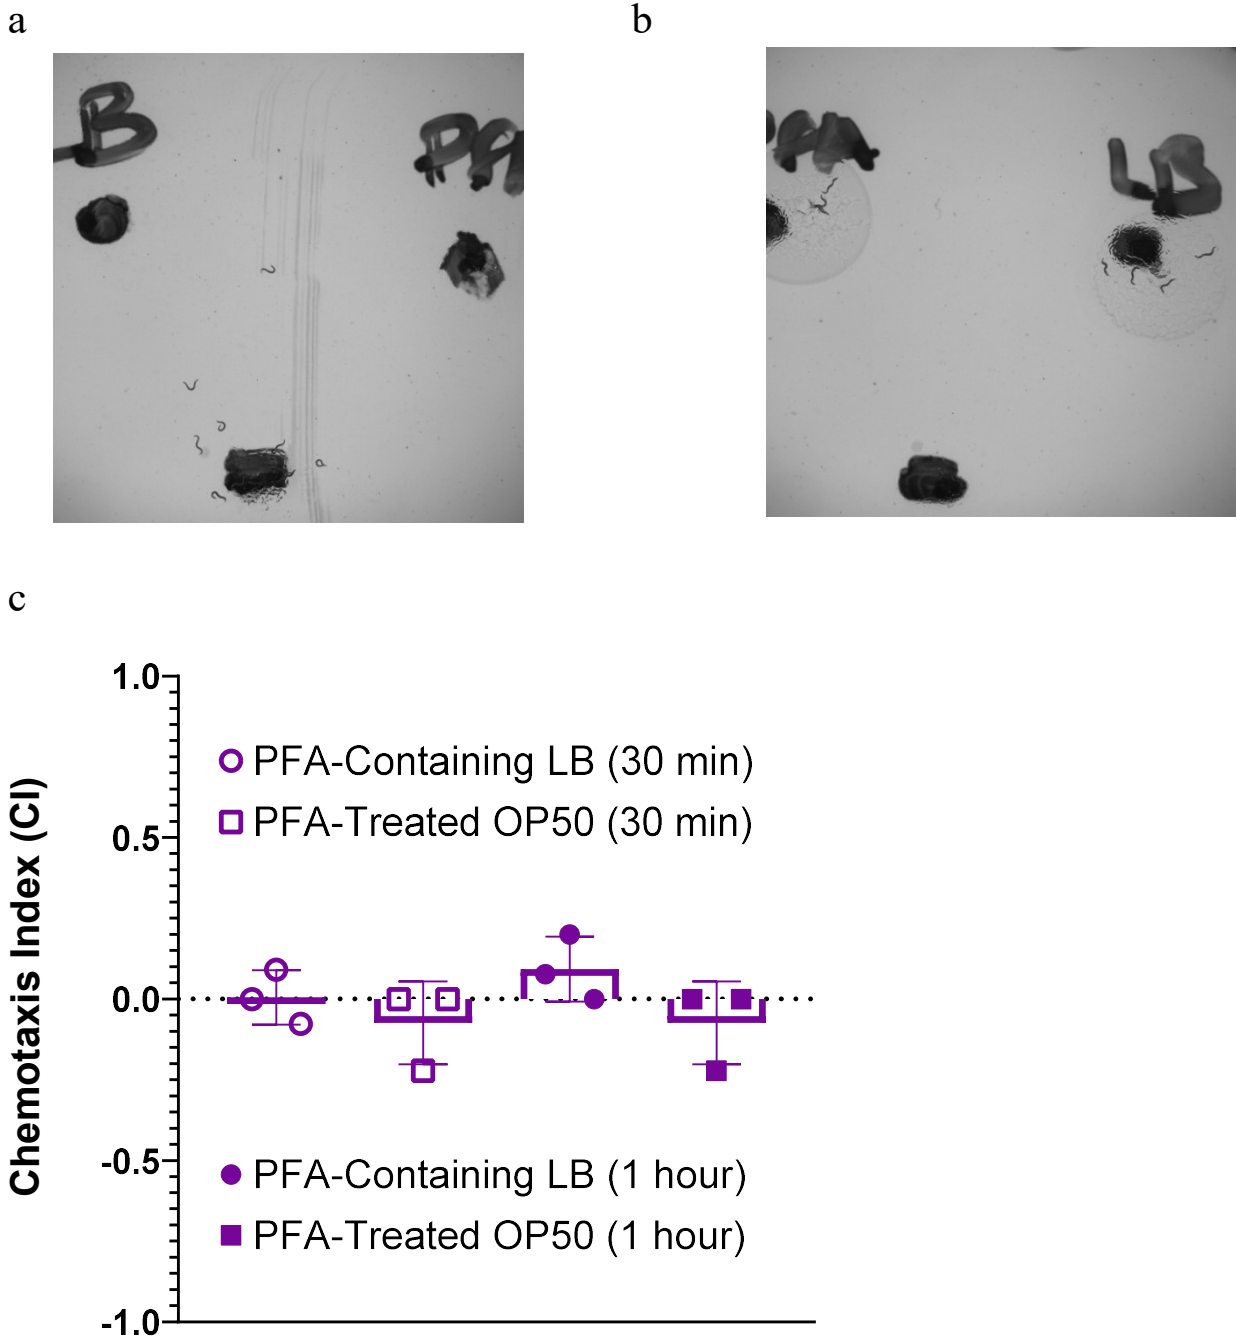 a
b
B
PA
LB
c
1.0
0.5
0.0
-0.5
-1.0
Chemotaxis Index (CI)
PFA-Containing LB (30 min)
PFA-Treated OP50 (30 min)
PFA-Containing LB (1 hour)
PFA-Treated OP50 (1 hour)